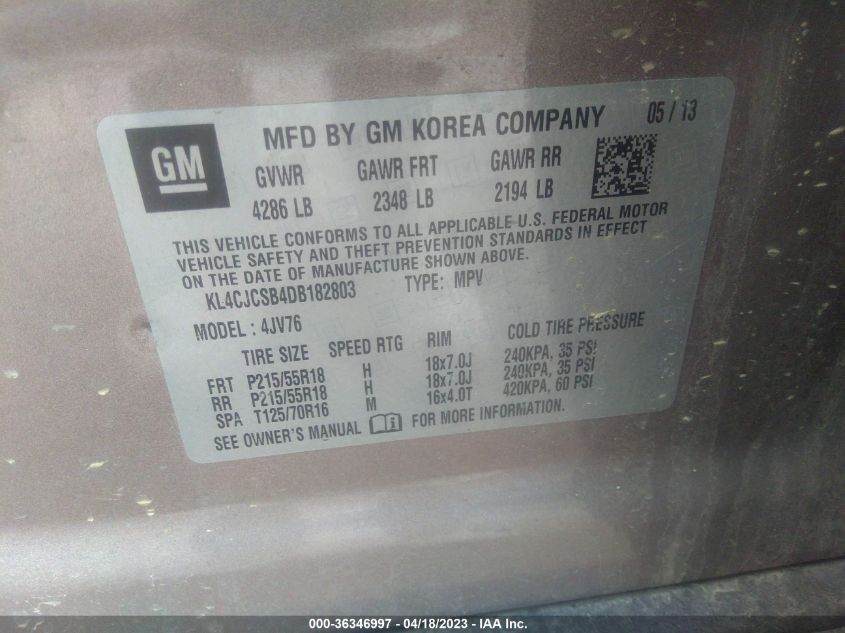 GM
MFD BY GM KOREA COMPANY 05 / 13
GVWR GAWR FRT GAWR RR
4286 LB 2348 LB 2194 LB
THIS VEHICLE CONFORMS TO ALL APPLICABLE U.S. FEDERAL MOTOR
VEHICLE SAFETY AND THEFT PREVENTION STANDARDS IN EFFECT
ON THE DATE OF MANUFACTURE SHOWN ABOVE.
KL4CJCSB4DB182803 TYPE: MPV
MODEL : 4JV76
TIRE SIZE SPEED RTG RIM COLD TIRE PRESSURE
FRT P215/55R18 H 18x7.0J 240KPA, 35 PSI
RR P215/55R18 H 18x7.0J 240KPA, 35 PSI
SPA T125/70R16 M 16x4.0T 420KPA, 60 PSI
SEE OWNER'S MANUAL i FOR MORE INFORMATION.
000-36346997 - 04/18/2023 - IAA Inc.